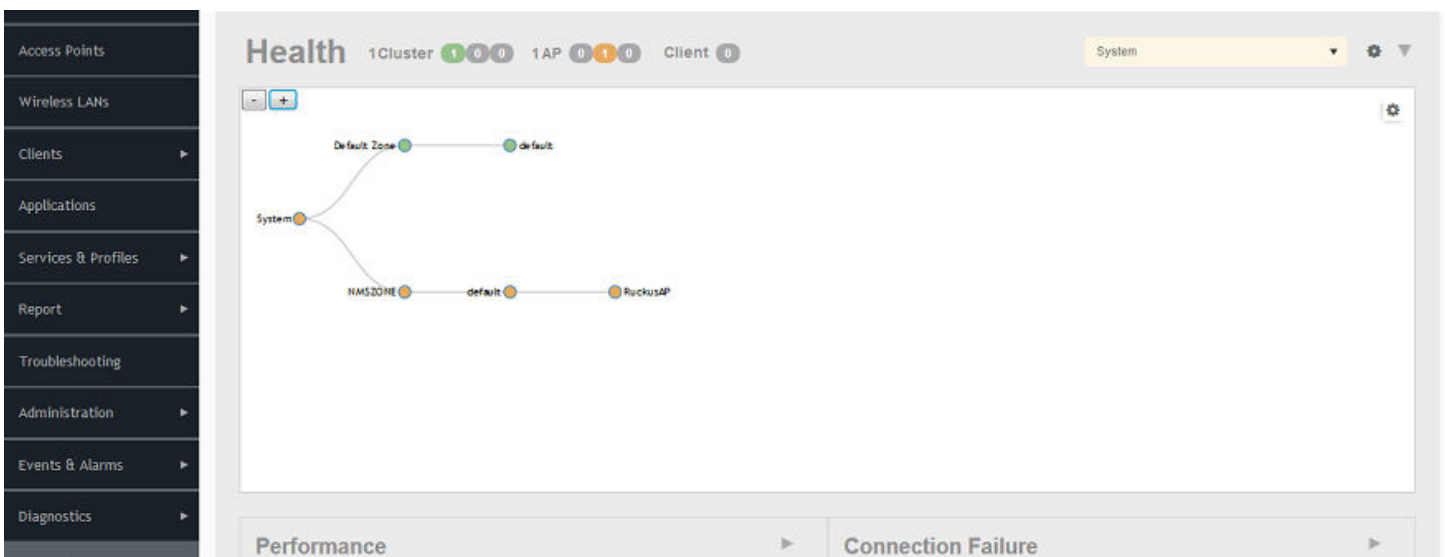 Access Points
Wireless LANs
Clients
Applications
Services & Profiles
Report
Troubleshooting
Administration
Events & Alarms
Diagnostics
Health 1Cluster 1 0 0 1AP 0 1 0 Client 0
System
- +
Default Zone default
System
NMSZONE default RuckusAP
Performance
Connection Failure